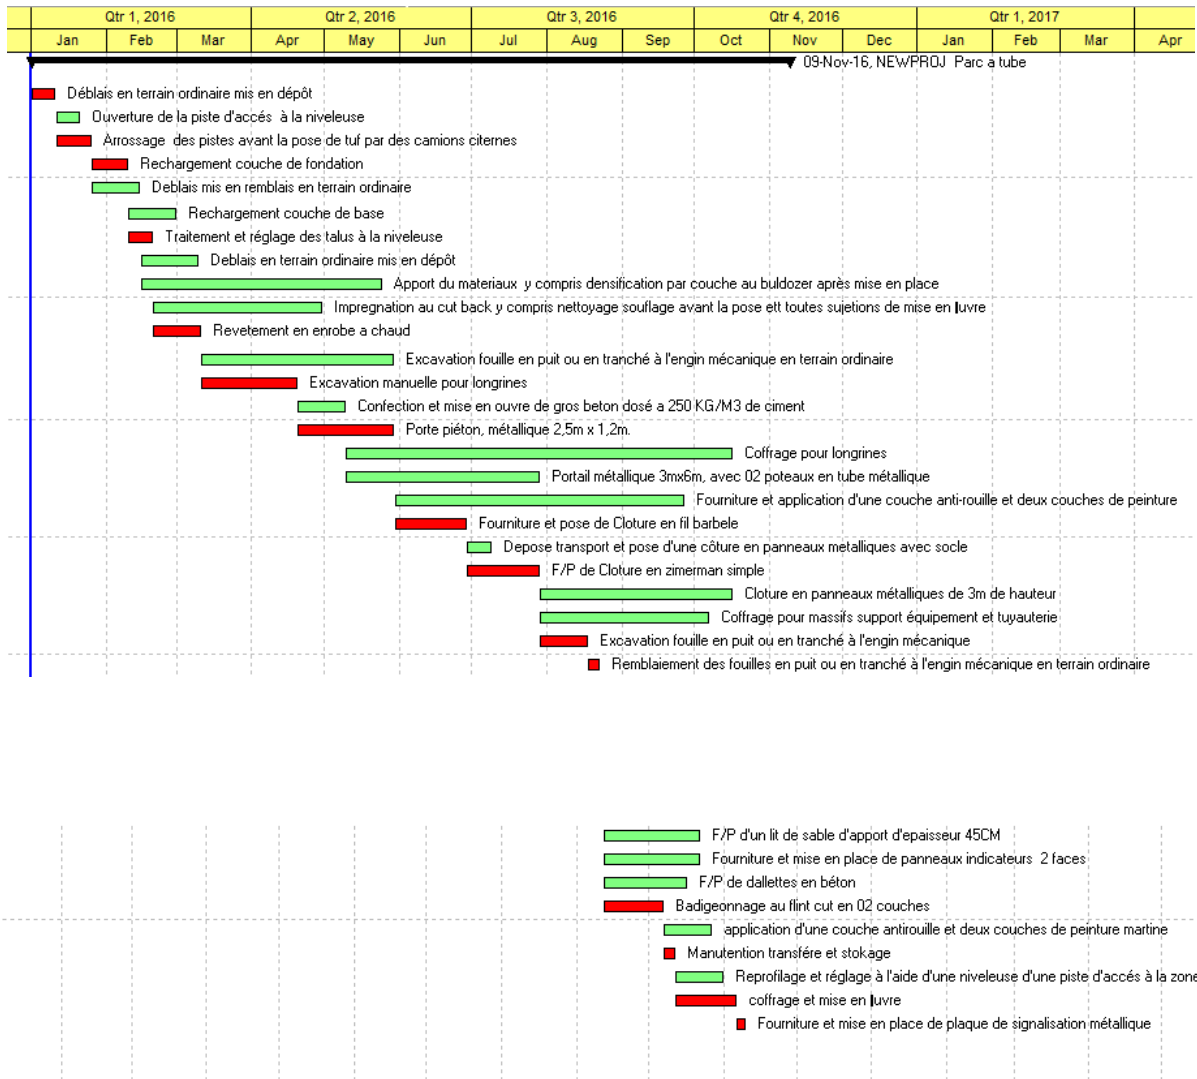 Qtr 1, 2016 Qtr 2, 2016 Qtr 3, 2016 Qtr 4, 2016 Qtr 1, 2017
Jan Feb Mar Apr May Jun Jul Aug Sep Oct Nov Dec Jan Feb Mar Apr
09-Nov-16, NEWPROJ Parc a tube
Déblais en terrain ordinaire mis en dépôt
Ouverture de la piste d'accés à la niveleuse
Arrossage des pistes avant la pose de tuf par des camions citernes
Rechargement couche de fondation
Deblais mis en remblais en terrain ordinaire
Rechargement couche de base
Traitement et réglage des talus à la niveleuse
Deblais en terrain ordinaire mis en dépôt
Apport du materiaux y compris densification par couche au buldozer après mise en place
Impregnation au cut back y compris nettoyage souflage avant la pose ett toutes sujetions de mise en luvre
Revetement en enrobe a chaud
Excavation fouille en puit ou en tranché à l'engin mécanique en terrain ordinaire
Excavation manuelle pour longrines
Confection et mise en ouvre de gros beton dosé a 250 KG/M3 de ciment
Porte piéton, métallique 2,5m x 1,2m.
Coffrage pour longrines
Portail métallique 3mx6m, avec 02 poteaux en tube métallique
Fourniture et application d'une couche anti-rouille et deux couches de peinture
Fourniture et pose de Cloture en fil barbele
Depose transport et pose d'une côture en panneaux metalliques avec socle
F/P de Cloture en zimerman simple
Cloture en panneaux métalliques de 3m de hauteur
Coffrage pour massifs support équipement et tuyauterie
Excavation fouille en puit ou en tranché à l'engin mécanique
Remblaiement des fouilles en puit ou en tranché à l'engin mécanique en terrain ordinaire
F/P d'un lit de sable d'apport d'epaisseur 45CM
Fourniture et mise en place de panneaux indicateurs 2 faces
F/P de dallettes en béton
Badigeonnage au flint cut en 02 couches
application d'une couche antirouille et deux couches de peinture martine
Manutention transfére et stokage
Reprofilage et réglage à l'aide d'une niveleuse d'une piste d'accés à la zone
coffrage et mise en luvre
Fourniture et mise en place de plaque de signalisation métallique